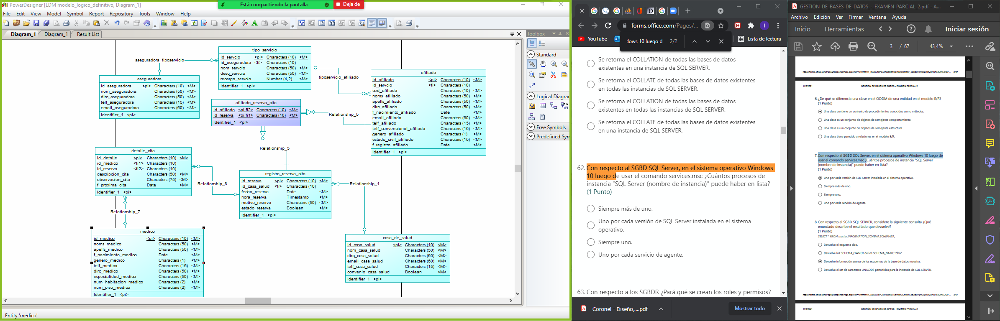 PowerDesigner [LDM modelo_logico_definitivo, Diagram_1]
Está compartiendo la pantalla
Deja de
File Edit View Model Symbol Report Repository Tools Window Help
Diagram_1 Diagram_1 Result List
tipo_servicio
id_servcio <pi> Characters (10) <M>
id_aseguradora <fi> Characters (10)
nom_servcio Characters (50) <M>
desc_servcio Characters (50) <M>
recargo_servcio Number (4,2) <M>
Identifier_1 <pi>
aseguradora_tiposervicio
tiposervicio_afiliado
aseguradora
id_aseguradora <pi> Characters (10) <M>
nom_aseguradora Characters (50) <M>
dirc_aseguradora Characters (50) <M>
telf_aseguradora Characters (15) <M>
email_aseguradora Characters (60) <M>
Identifier_1 <pi>
afiliado
id_afiliado <pi> Characters (10) <M>
id_servcio <fi> Characters (10)
ced_afiliado Characters (10) <M>
noms_afiliado Characters (50) <M>
apells_afiliado Characters (50) <M>
dirc_afiliado Characters (50) <M>
f_nacimiento_afiliado Date <M>
email_afiliado Characters (60) <M>
telf_afiliado Characters (15) <M>
telf_convencional_afiliado Characters (15) <M>
genero_afiliado Characters (1) <M>
estado_civil_afiliado Characters (15) <M>
f_registro_afiliado Date <M>
Identifier_1 <pi>
afiliado_reserva_cita
id_afiliado <pi,fi2> Characters (10) <M>
id_reserva <pi,fi1> Characters (10) <M>
Identifier_1 <pi>
Relationship_5
Relationship_5
detalle_cita
id_detalle <pi> Characters (10) <M>
id_medico <fi1> Characters (10)
id_reserva <fi2> Characters (10)
descripcion_cita Characters (50) <M>
observacion_cita Characters (75) <M>
f_proxima_cita Date <M>
Identifier_1 <pi>
Relationship_8
registro_reserva_cita
id_reserva <pi> Characters (10) <M>
id_casa_salud <fi> Characters (10)
fecha_reserva Date <M>
hora_reserva Timestamp <M>
motivo_reserva Characters (50) <M>
estado_reserva Boolean <M>
Identifier_1 <pi>
Relationship_1
Relationship_7
medico
id_medico <pi> Characters (10) <M>
noms_medico Characters (50) <M>
apells_medico Characters (50) <M>
f_nacimiento_medico Date <M>
genero_medico Characters (1) <M>
telf_medico Characters (15) <M>
dirc_medico Characters (50) <M>
especialidad_medico Characters (50) <M>
num_habitacion_medico Characters (2) <M>
num_piso_medico Characters (2) <M>
Identifier_1 <pi>
casa_de_salud
id_casa_salud <pi> Characters (10) <M>
nom_casa_salud Characters (50) <M>
dirc_casa_salud Characters (50) <M>
email_casa_salud Characters (60) <M>
telf_casa_salud Characters (15) <M>
convenio_casa_salud Boolean <M>
Identifier_1 <pi>
Toolbox
Standard
Logical Diagran
Free Symbols
Predefined Sym
Entity 'medico'
forms.office.com/Pages/...
YouTube
dows 10 luego d 2/2
Lista de lectura
Se retorna el COLLATION de todas las bases de datos
existentes en una instancia de SQL SERVER.
Se retorna el COLLATE de todas las bases de datos existentes
en todas las instancias de SQL SERVER.
Se retorna el COLLATION de todas las bases de datos
existentes en todas las instancias de SQL SERVER.
Se retorna el COLLATE de todas las bases de datos existentes
en una instancia de SQL SERVER.
62. Con respecto al SGBD SQL Server, en el sistema operativo Windows
10 luego de usar el comando services.msc ¿Cuántos procesos de
instancia “SQL Server (nombre de instancia)” puede haber en lista?
(1 Punto)
Siempre más de uno.
Uno por cada versión de SQL Server instalada en el sistema
operativo.
Siempre uno.
Uno por cada servicio de agente.
63. Con respecto a los SGBDR ¿Pará qué se crean los roles y permisos?
Coronel - Diseño,....pdf
Mostrar todo
GESTION_DE_BASES_DE_DATOS_-_EXAMEN_PARCIAL_2.pdf - A...
Archivo Edición Ver Firmar Ventana Ayuda
Inicio Herramientas Iniciar sesión
3 / 67 43,4%
2/67
11/3/2021 GESTIÓN DE BASES DE DATOS - EXAMEN PARCIAL 2
6. ¿De qué se diferencia una clase en el OODM de una entidad en el modelo E/R?
(1 Punto)
Una clase contiene un conjunto de procedimientos conocidos como métodos.
Una clase es un conjunto de objetos de semejante comportamiento.
Una clase es un conjunto de objetos de semejante estructura.
Una clase tiene parecido a relaciones en el modelo E/R.
7. Con respecto al SGBD SQL Server, en el sistema operativo Windows 10 luego de
usar el comando services.msc ¿Cuántos procesos de instancia “SQL Server
(nombre de instancia)” puede haber en lista?
(1 Punto)
Uno por cada versión de SQL Server instalada en el sistema operativo.
Siempre más de uno.
Siempre uno.
Uno por cada servicio de agente.
8. Con respecto al SGBD SQL SERVER, considere la siguiente consulta ¿Qué
enunciado describe el resultado que devuelve?
(1 Punto)
SELECT * FROM master.INFORMATION_SCHEMA.SCHEMATA;
Devuelve el esquema dbo.
Devuelve los SCHEMA_OWNER de los SCHEMA_NAME "dbo".
Devuelve información acerca de los esquemas de la base de datos maestra.
Devuelve el set de caracteres UNICODE permitidos para la instancia de SQL SERVER.
3/67
11/3/2021 GESTIÓN DE BASES DE DATOS - EXAMEN PARCIAL 2